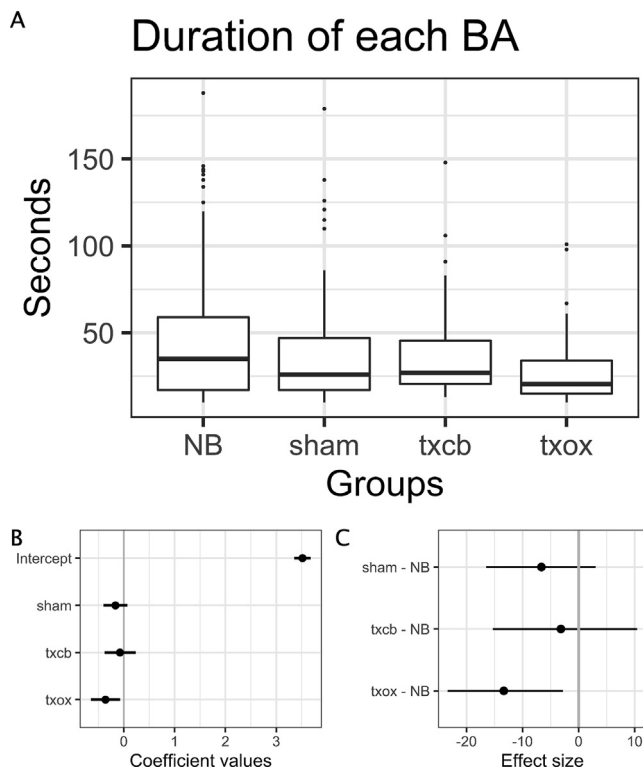 A
Duration of each BA
Seconds
150
100
50
NB sham txcb txox
Groups
B
Intercept
sham
txcb
txox
0 1 2 3
Coefficient values
C
sham - NB
txcb - NB
txox - NB
-20 -10 0 10
Effect size